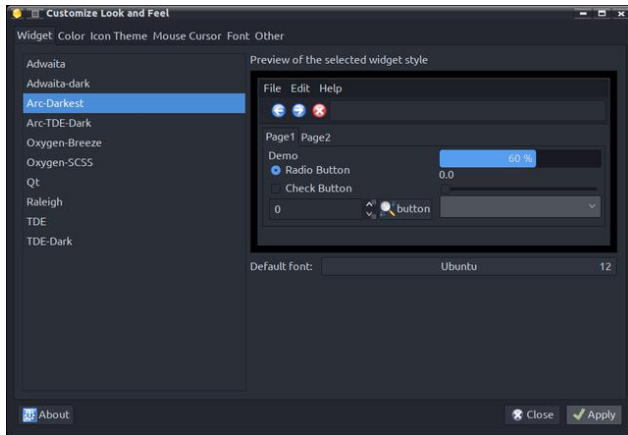 Customize Look and Feel
Widget Color Icon Theme Mouse Cursor Font Other
Adwaita
Adwaita-dark
Arc-Darkest
Arc-TDE-Dark
Oxygen-Breeze
Oxygen-SCSS
Qt
Raleigh
TDE
TDE-Dark
Preview of the selected widget style
File Edit Help
Page1 Page2
Demo
Radio Button
Check Button
0
button
60 %
0.0
Default font: Ubuntu 12
About
Close
Apply